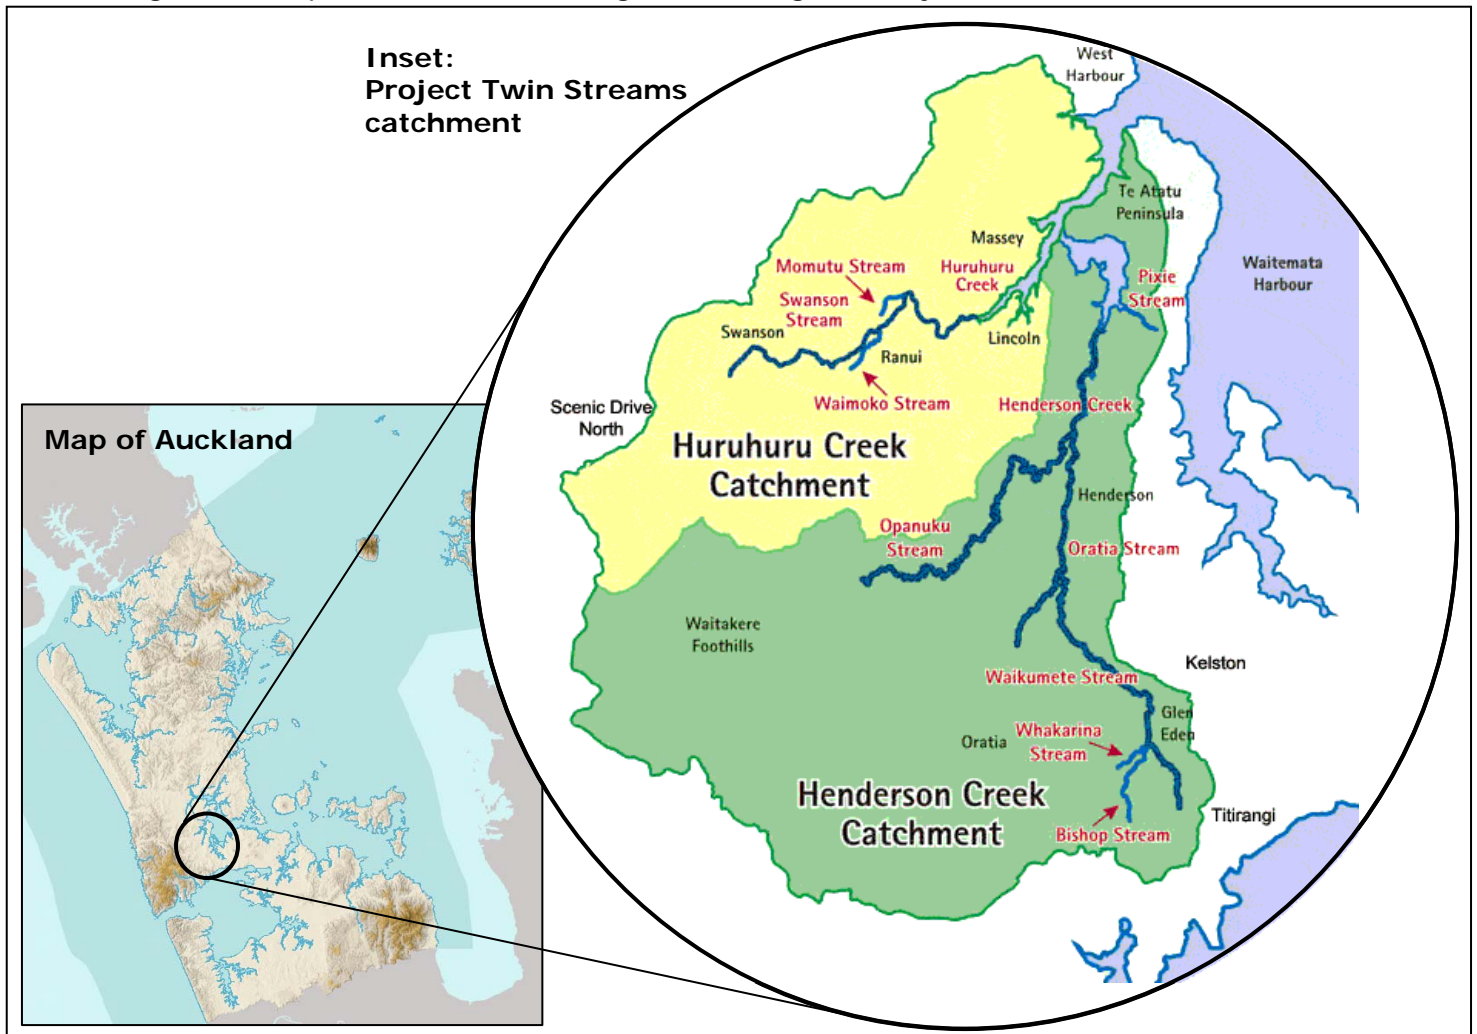 Inset:
Project Twin Streams
catchment
West
Harbour
Te Atatu
Peninsula
Massey
Momutu Stream
Huruhuru
Creek
Pixie
Stream
Waitemata
Harbour
Swanson
Stream
Swanson
Lincoln
Ranui
Waimoko Stream
Henderson Creek
Scenic Drive
North
Map of Auckland
Huruhuru Creek
Catchment
Henderson
Opanuku
Stream
Oratia Stream
Waitakere
Foothills
Kelston
Waikumete Stream
Glen
Eden
Whakarina
Stream
Oratia
Henderson Creek
Catchment
Titirangi
Bishop Stream